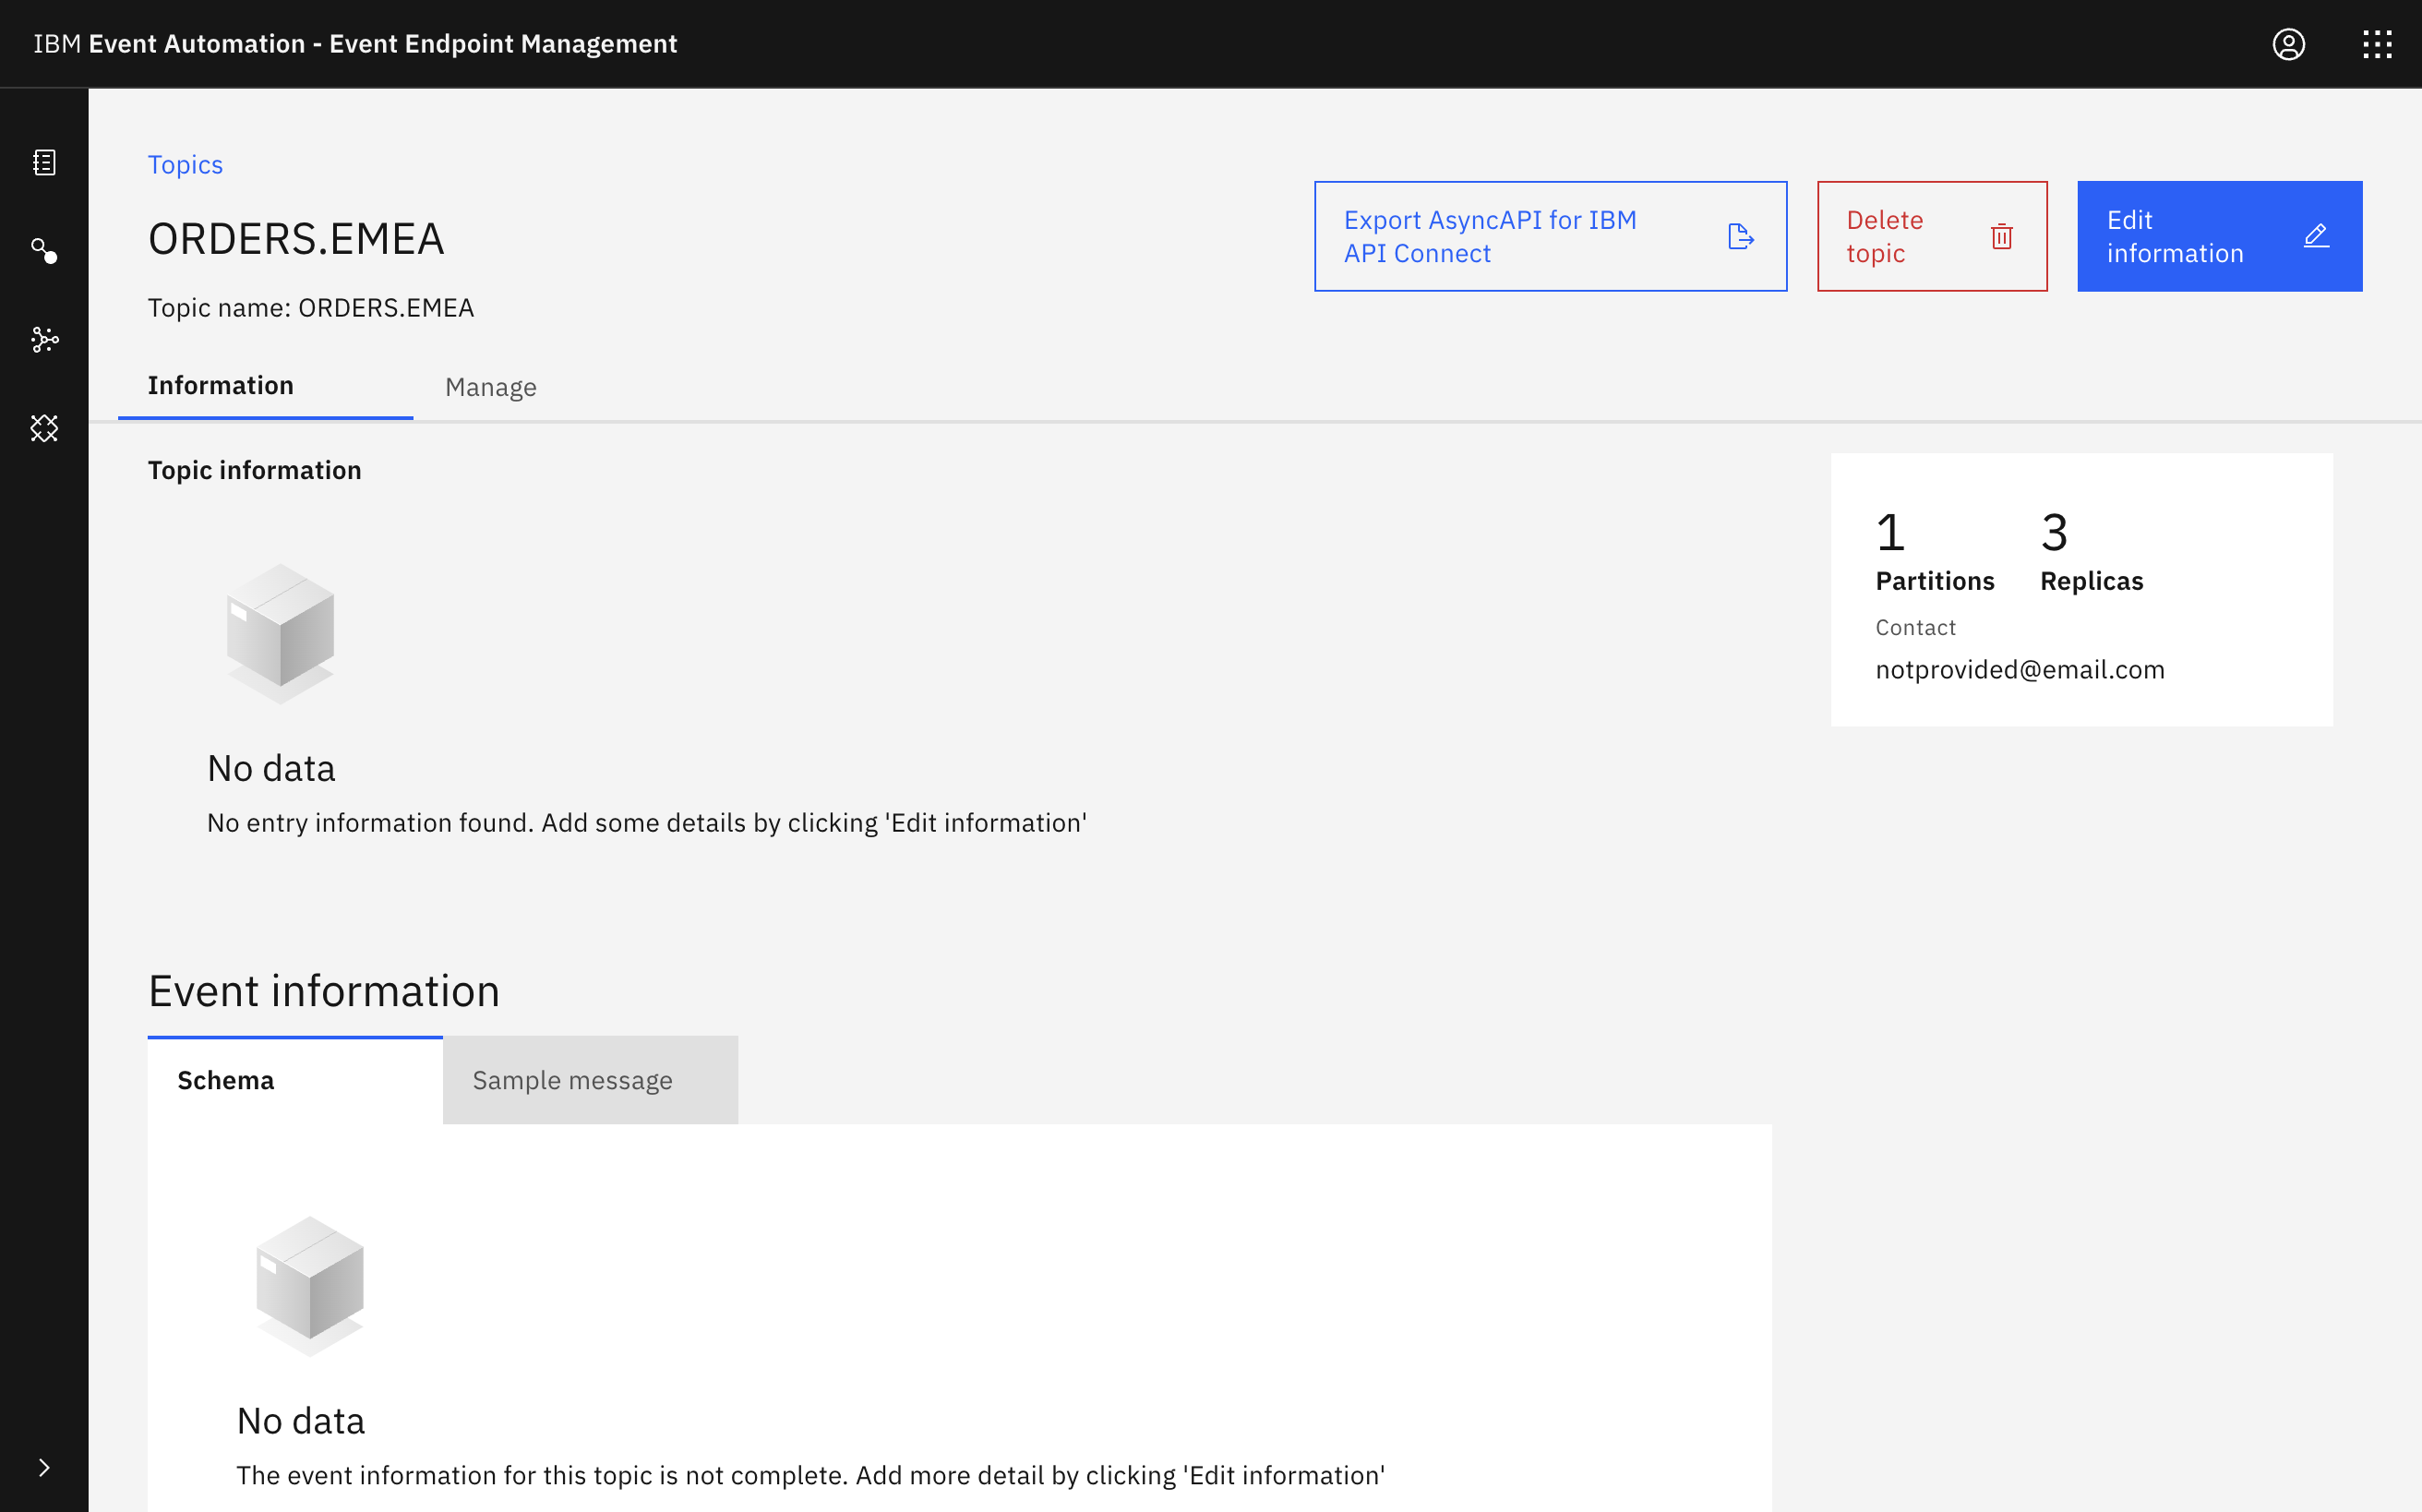 IBM Event Automation - Event Endpoint Management
Topics
ORDERS.EMEA
Topic name: ORDERS.EMEA
Export AsyncAPI for IBM
API Connect
Delete
topic
Edit
information
Information
Manage
Topic information
1
Partitions
3
Replicas
Contact
notprovided@email.com
No data
No entry information found. Add some details by clicking 'Edit information'
Event information
Schema
Sample message
No data
The event information for this topic is not complete. Add more detail by clicking 'Edit information'